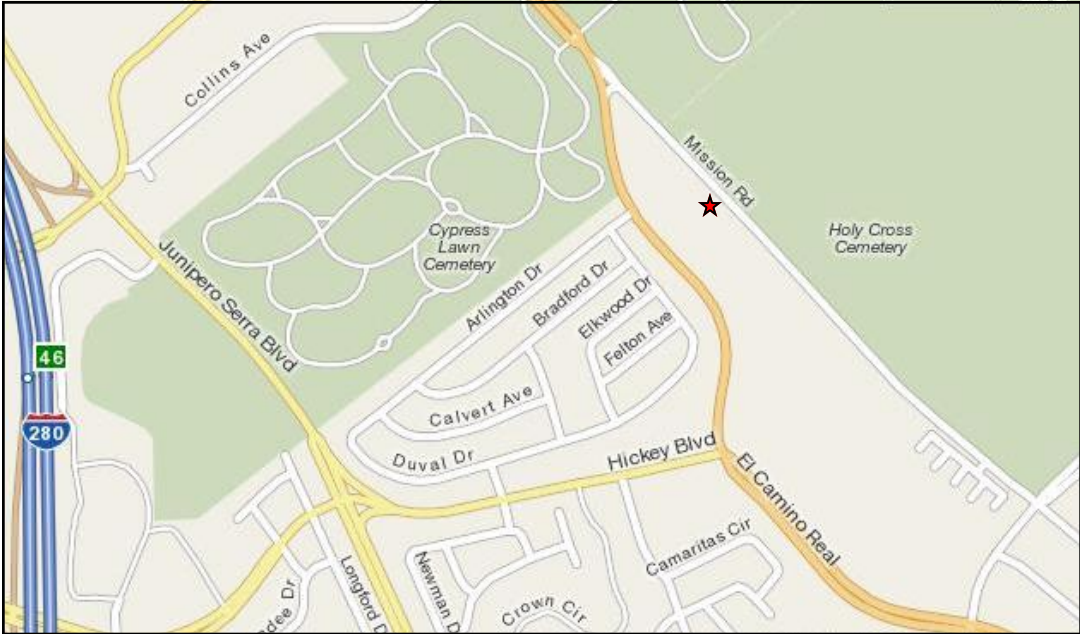 Collins Ave
Mission Rd
Cypress
Lawn
Cemetery
Holy Cross
Cemetery
Junipero Serra Blvd
Arlington Dr
Bradford Dr
Elkwood Dr
Felton Ave
46
280
Calvert Ave
Duval Dr
Hickey Blvd
El Camino Real
Camaritas Cir
Longford D
Newman D
Crown Cir
dee Dr